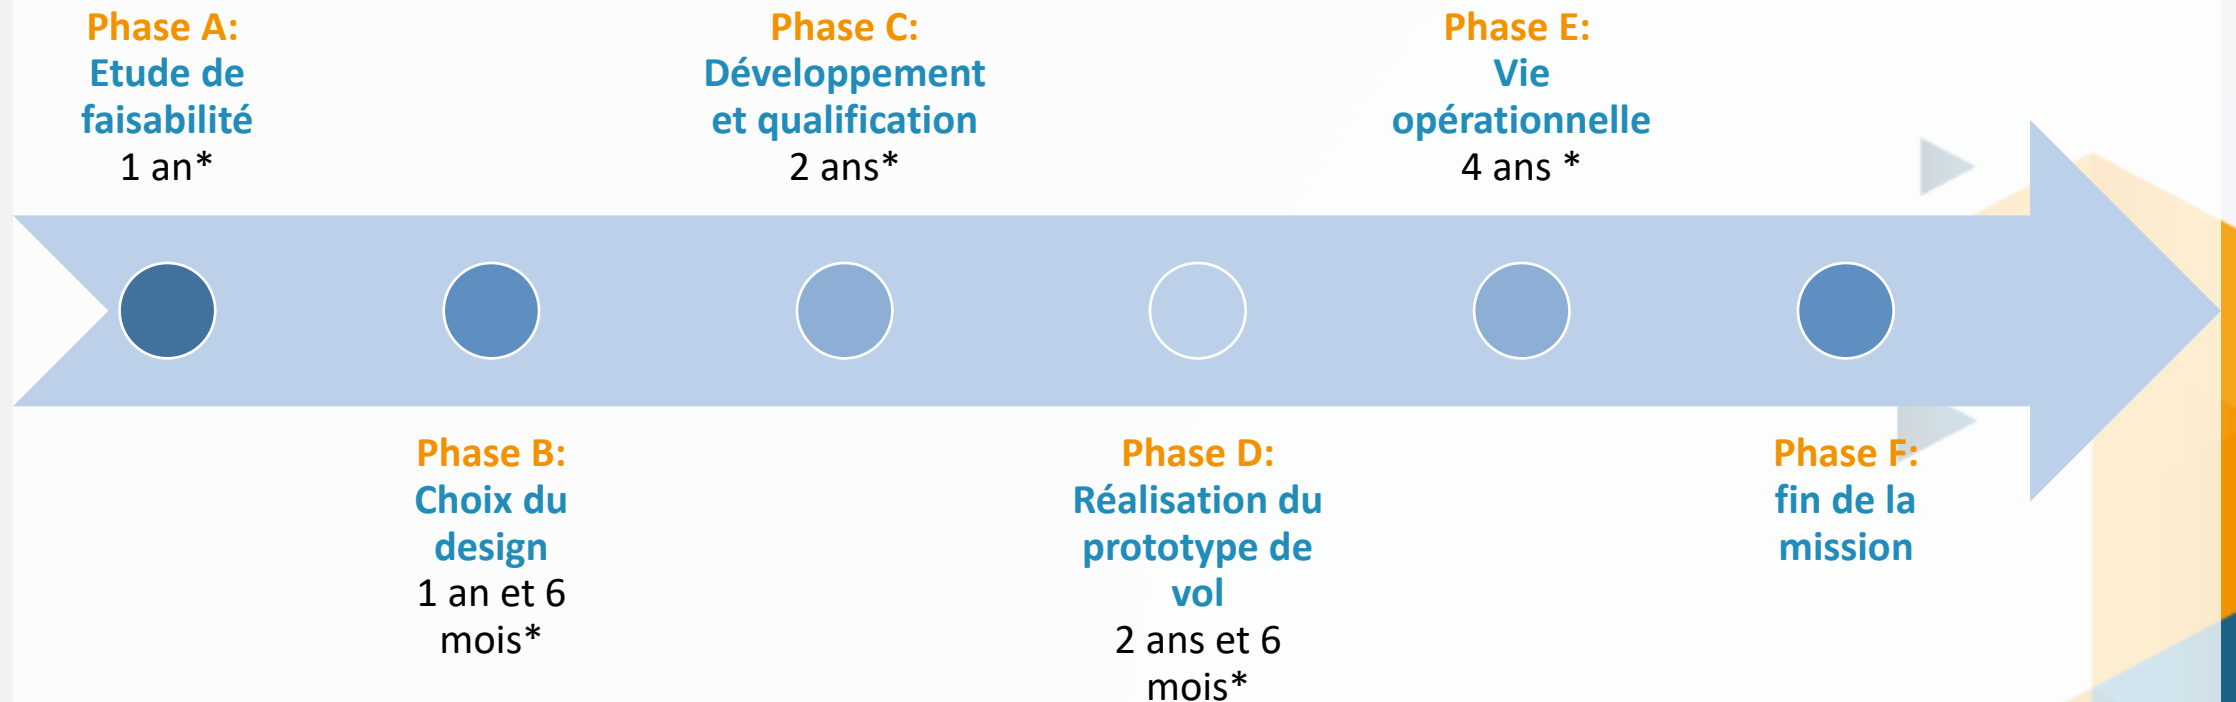 Phase A:
Etude de
faisabilité
1 an*
Phase B:
Choix du
design
1 an et 6
mois*
Phase C:
Développement
et qualification
2 ans*
Phase D:
Réalisation du
prototype de
vol
2 ans et 6
mois*
Phase E:
Vie
opérationnelle
4 ans *
Phase F:
fin de la
mission